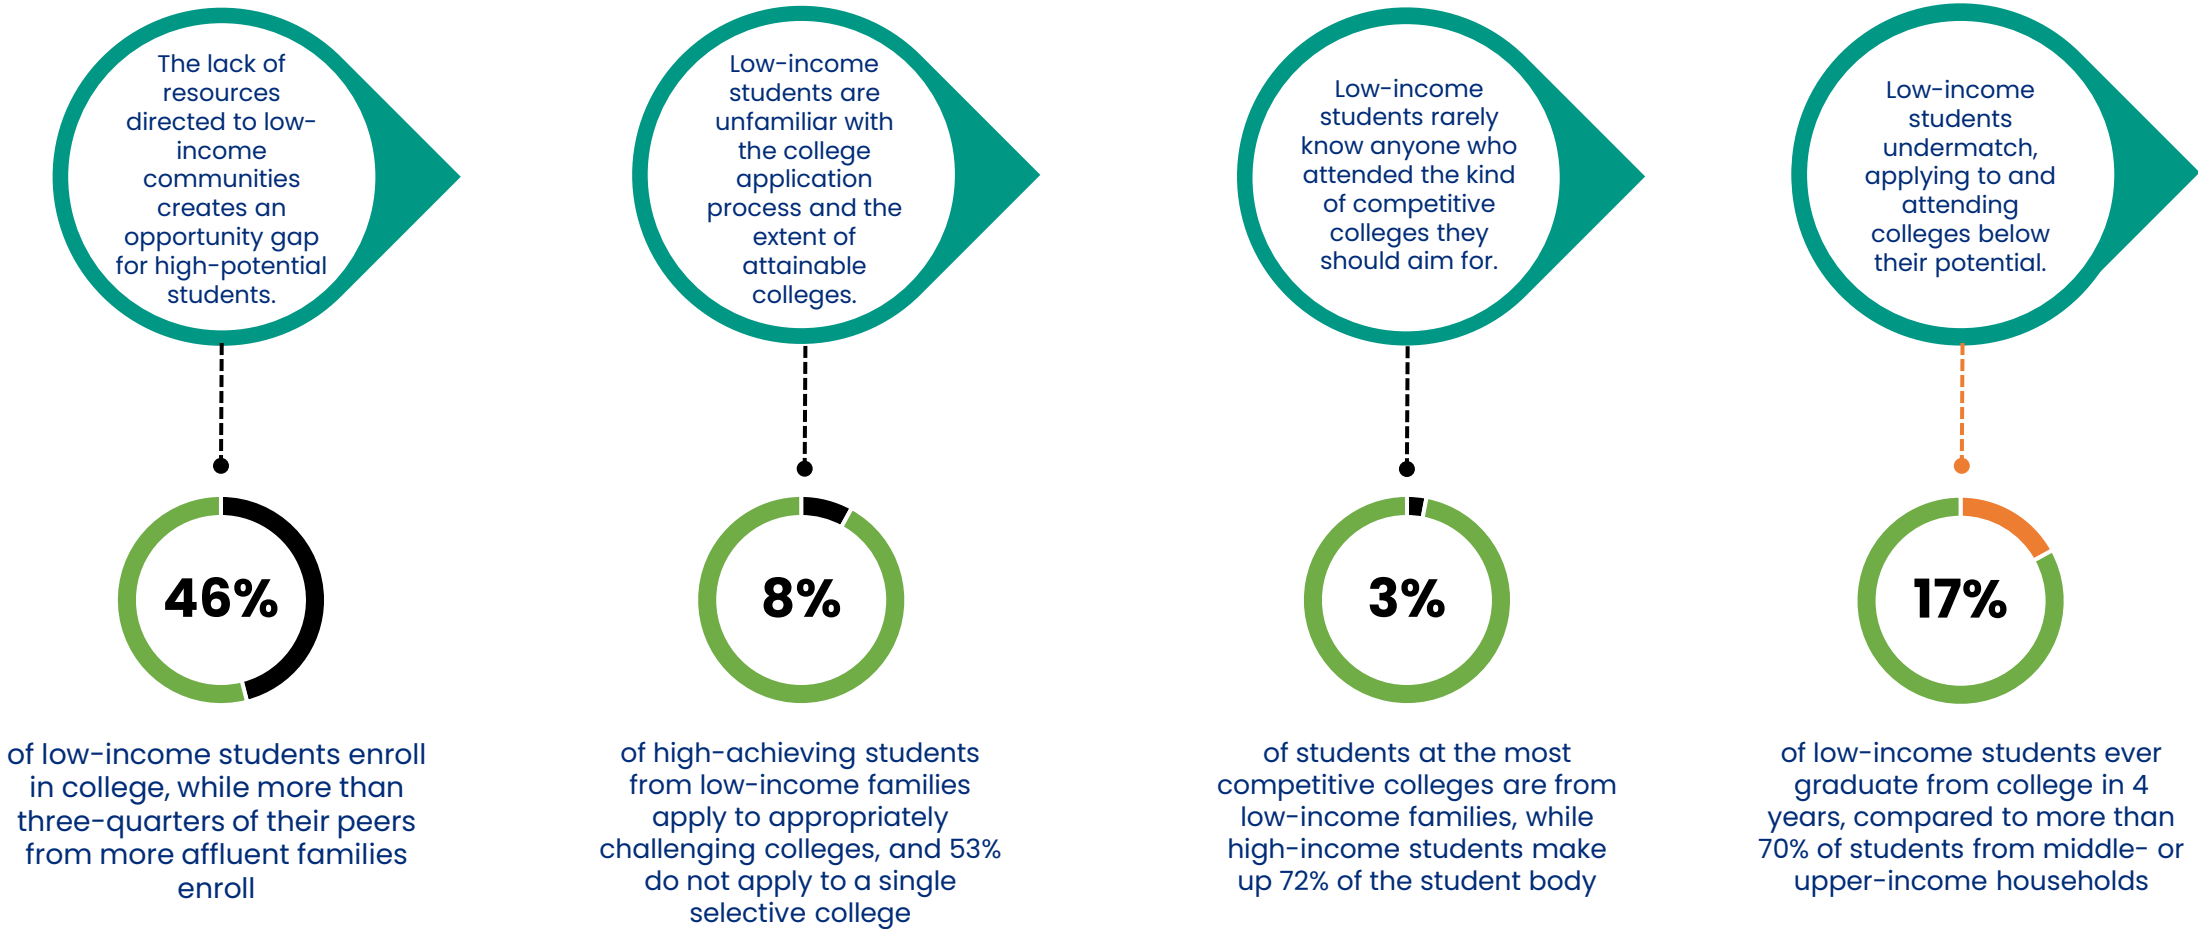 The lack of
resources
directed to low-
income
communities
creates an
opportunity gap
for high-potential
students.
Low-income
students are
unfamiliar with
the college
application
process and the
extent of
attainable
colleges.
Low-income
students rarely
know anyone who
attended the kind
of competitive
colleges they
should aim for.
Low-income
students
undermatch,
applying to and
attending
colleges below
their potential.
46%
8%
3%
17%
of low-income students enroll
in college, while more than
three-quarters of their peers
from more affluent families
enroll
of high-achieving students
from low-income families
apply to appropriately
challenging colleges, and 53%
do not apply to a single
selective college
of students at the most
competitive colleges are from
low-income families, while
high-income students make
up 72% of the student body
of low-income students ever
graduate from college in 4
years, compared to more than
70% of students from middle- or
upper-income households